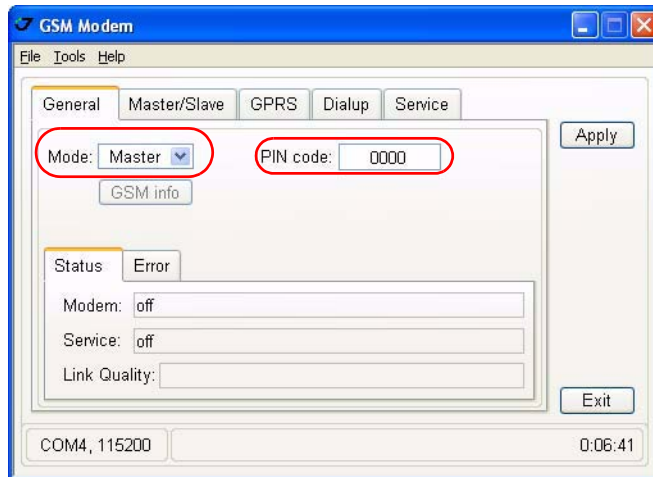 GSM Modem
File Tools Help
General Master/Slave GPRS Dialup Service
Apply
Mode: Master PIN code: 0000
GSM info
Status Error
Modem: off
Service: off
Link Quality:
Exit
COM4, 115200 0:06:41